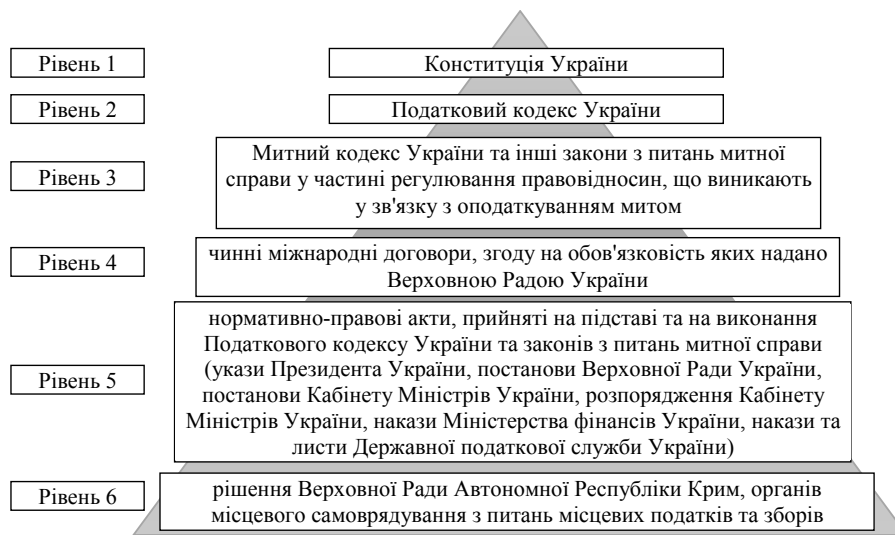 Рівень 1
Конституція України
Рівень 2
Податковий кодекс України
Рівень 3
Митний кодекс України та інші закони з питань митної
справи у частині регулювання правовідносин, що виникають
у зв'язку з оподаткуванням митом
Рівень 4
чинні міжнародні договори, згоду на обов'язковість яких надано
Верховною Радою України
Рівень 5
нормативно-правові акти, прийняті на підставі та на виконання
Податкового кодексу України та законів з питань митної справи
(укази Президента України, постанови Верховної Ради України,
постанови Кабінету Міністрів України, розпорядження Кабінету
Міністрів України, накази Міністерства фінансів України, накази та
листи Державної податкової служби України)
Рівень 6
рішення Верховної Ради Автономної Республіки Крим, органів
місцевого самоврядування з питань місцевих податків та зборів